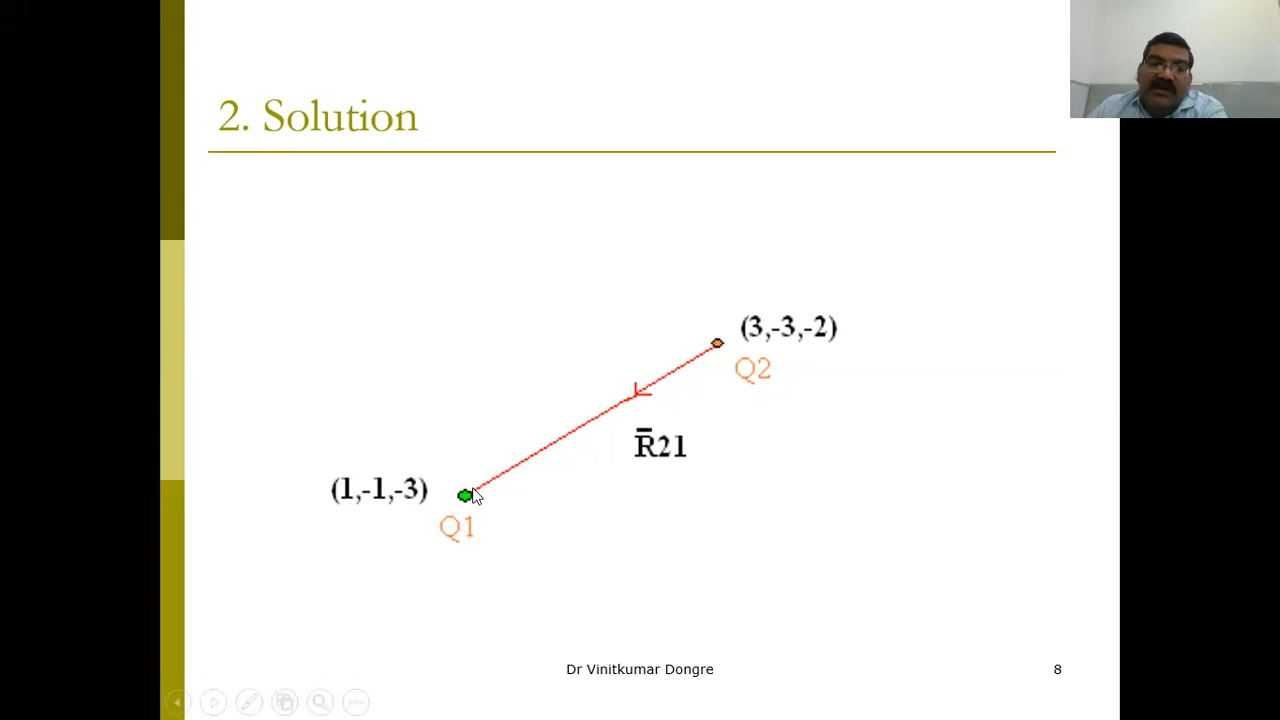 2. Solution
(3,-3,-2)
Q2
R̅21
(1,-1,-3)
Q1
Dr Vinitkumar Dongre
8